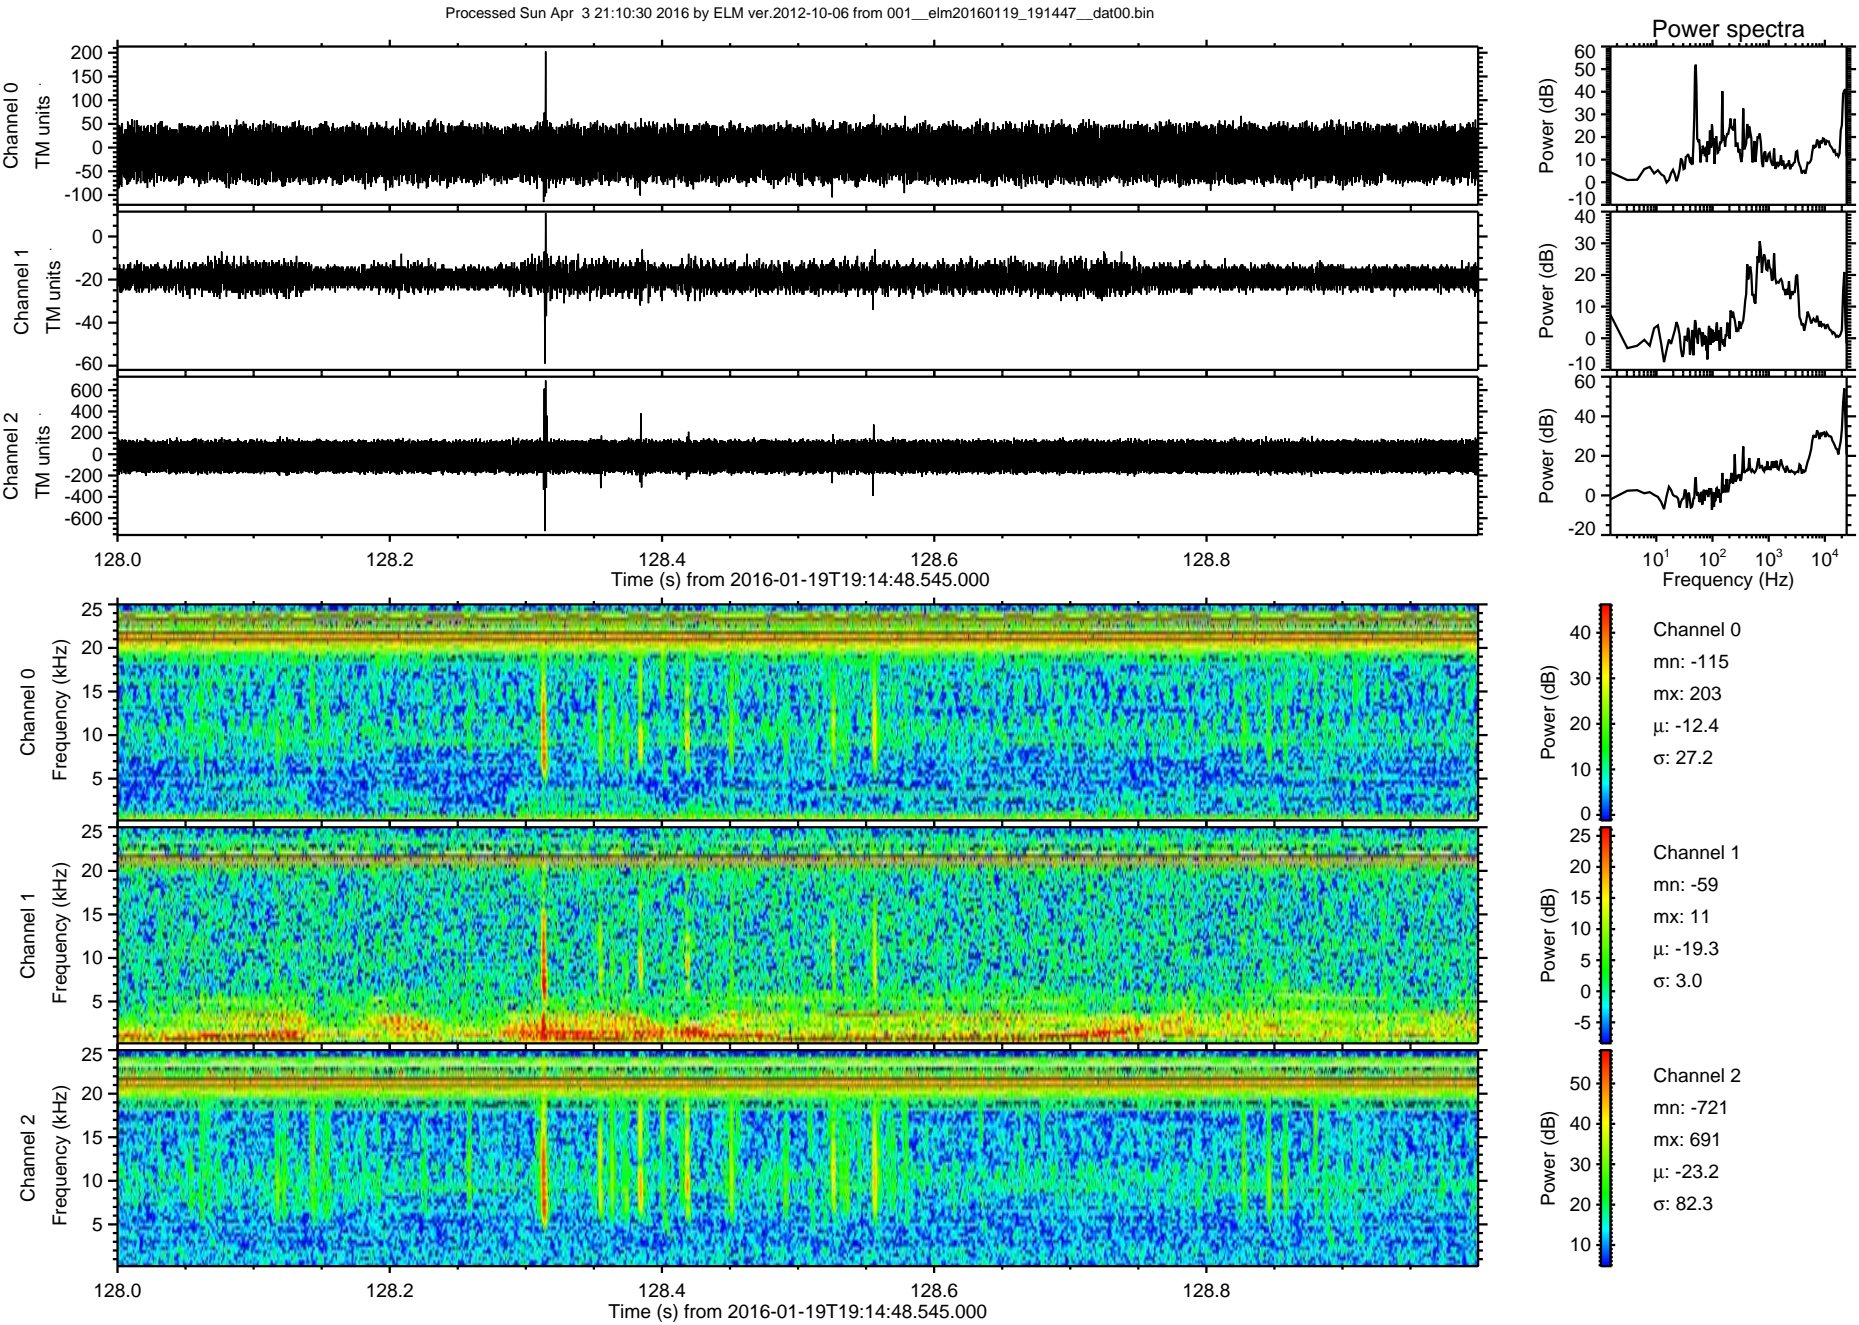 Processed Sun Apr  3 21:10:30 2016 by ELM ver.2012-10-06 from 001__elm20160119_191447__dat00.bin
Power spectra
Channel 0
TM units
200
150
100
50
0
-50
-100
Power (dB)
60
50
40
30
20
10
0
-10
Channel 1
TM units
0
-20
-40
-60
Power (dB)
40
30
20
10
0
-10
Channel 2
TM units
600
400
200
0
-200
-400
-600
Power (dB)
60
40
20
0
-20
128.0 128.2 128.4 128.6 128.8
Time (s) from 2016-01-19T19:14:48.545.000
10¹ 10² 10³ 10⁴
Frequency (Hz)
Channel 0
Frequency (kHz)
25
20
15
10
5
Power (dB)
40
30
20
10
0
Channel 0
mn: -115
mx: 203
µ: -12.4
σ: 27.2
Channel 1
Frequency (kHz)
25
20
15
10
5
Power (dB)
25
20
15
10
5
0
-5
Channel 1
mn: -59
mx: 11
µ: -19.3
σ: 3.0
Channel 2
Frequency (kHz)
25
20
15
10
5
Power (dB)
50
40
30
20
10
Channel 2
mn: -721
mx: 691
µ: -23.2
σ: 82.3
128.0 128.2 128.4 128.6 128.8
Time (s) from 2016-01-19T19:14:48.545.000